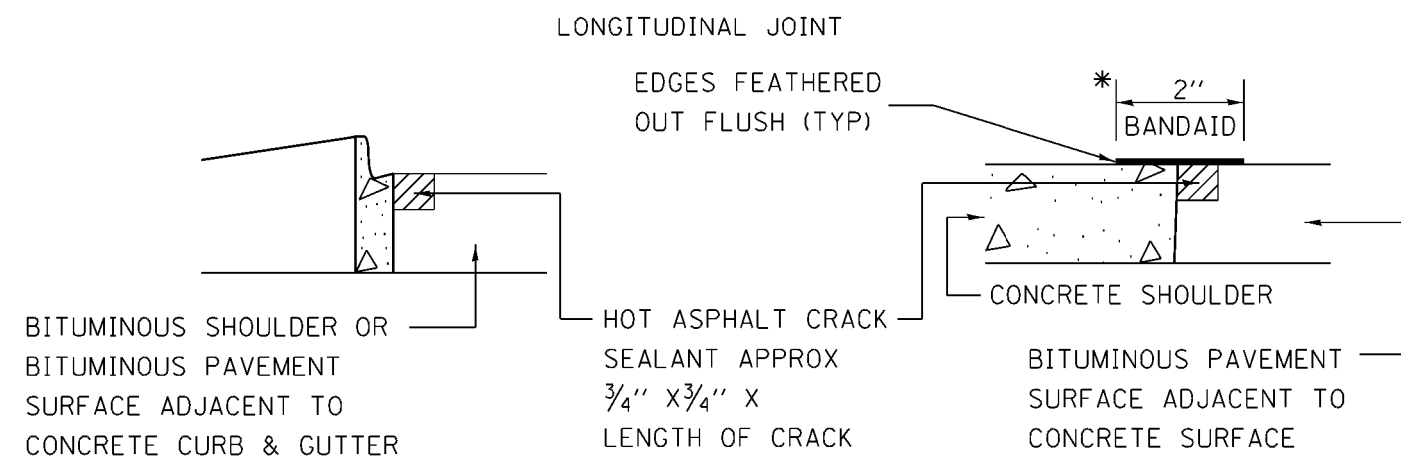 LONGITUDINAL JOINT
EDGES FEATHERED
OUT FLUSH (TYP)
* 2"
BANDAID
BITUMINOUS SHOULDER OR
BITUMINOUS PAVEMENT
SURFACE ADJACENT TO
CONCRETE CURB & GUTTER
HOT ASPHALT CRACK
SEALANT APPROX
3/4" X3/4" X
LENGTH OF CRACK
CONCRETE SHOULDER
BITUMINOUS PAVEMENT
SURFACE ADJACENT TO
CONCRETE SURFACE